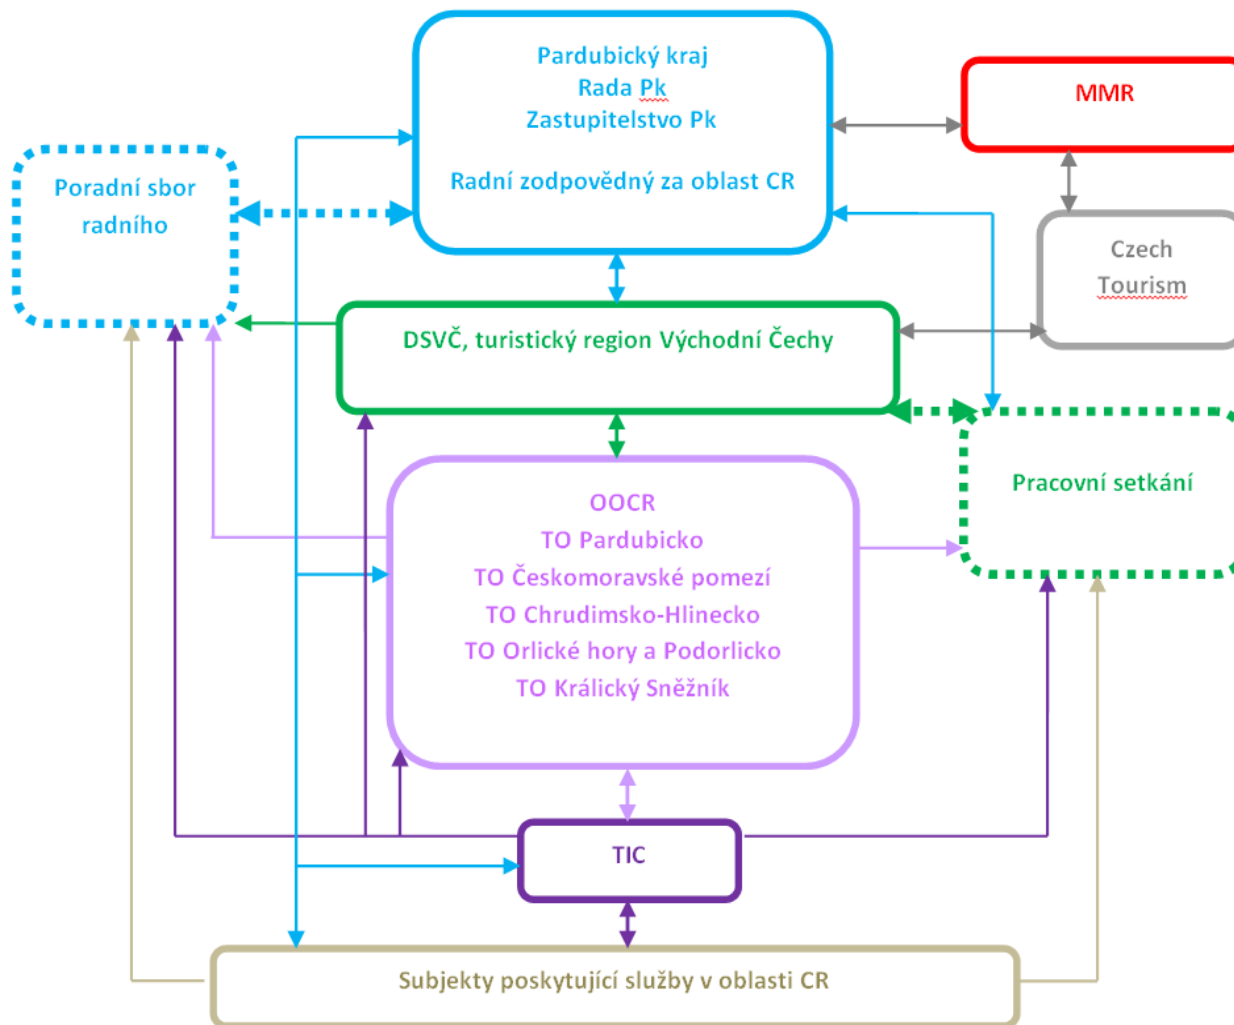 Pardubický kraj
Rada Pk
Zastupitelstvo Pk
Radní zodpovědný za oblast CR
MMR
Poradní sbor
radního
Czech
Tourism
DSVČ, turistický region Východní Čechy
Pracovní setkání
OOCR
TO Pardubicko
TO Českomoravské pomezí
TO Chrudimsko-Hlinecko
TO Orlické hory a Podorlicko
TO Králický Sněžník
TIC
Subjekty poskytující služby v oblasti CR